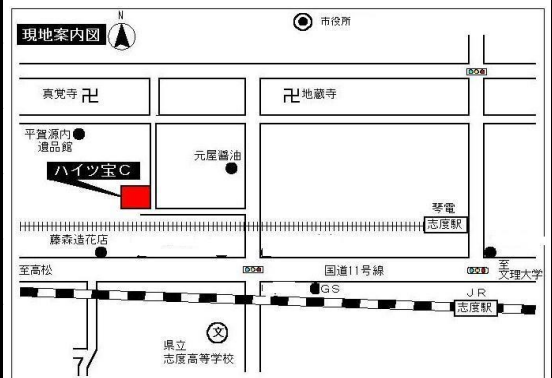 現地案内図
N
市役所
真覚寺
地蔵寺
平賀源内
遺品館
元屋醤油
ハイツ宝C
琴電
志度駅
藤森造花店
至高松
国道11号線
至
文理大学
GS
JR
志度駅
文
県立
志度高等学校